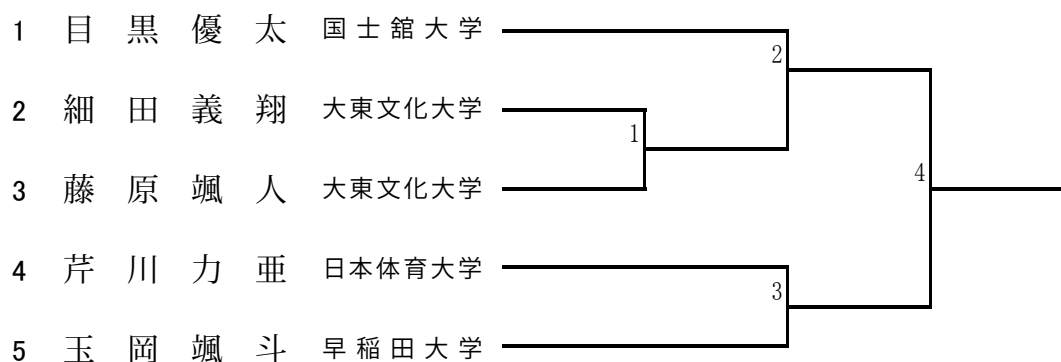 1 目黒優太 国士舘大学
2
2 細田義翔 大東文化大学
1
3 藤原颯人 大東文化大学
4
4 芹川力亜 日本体育大学
3
5 玉岡颯斗 早稲田大学